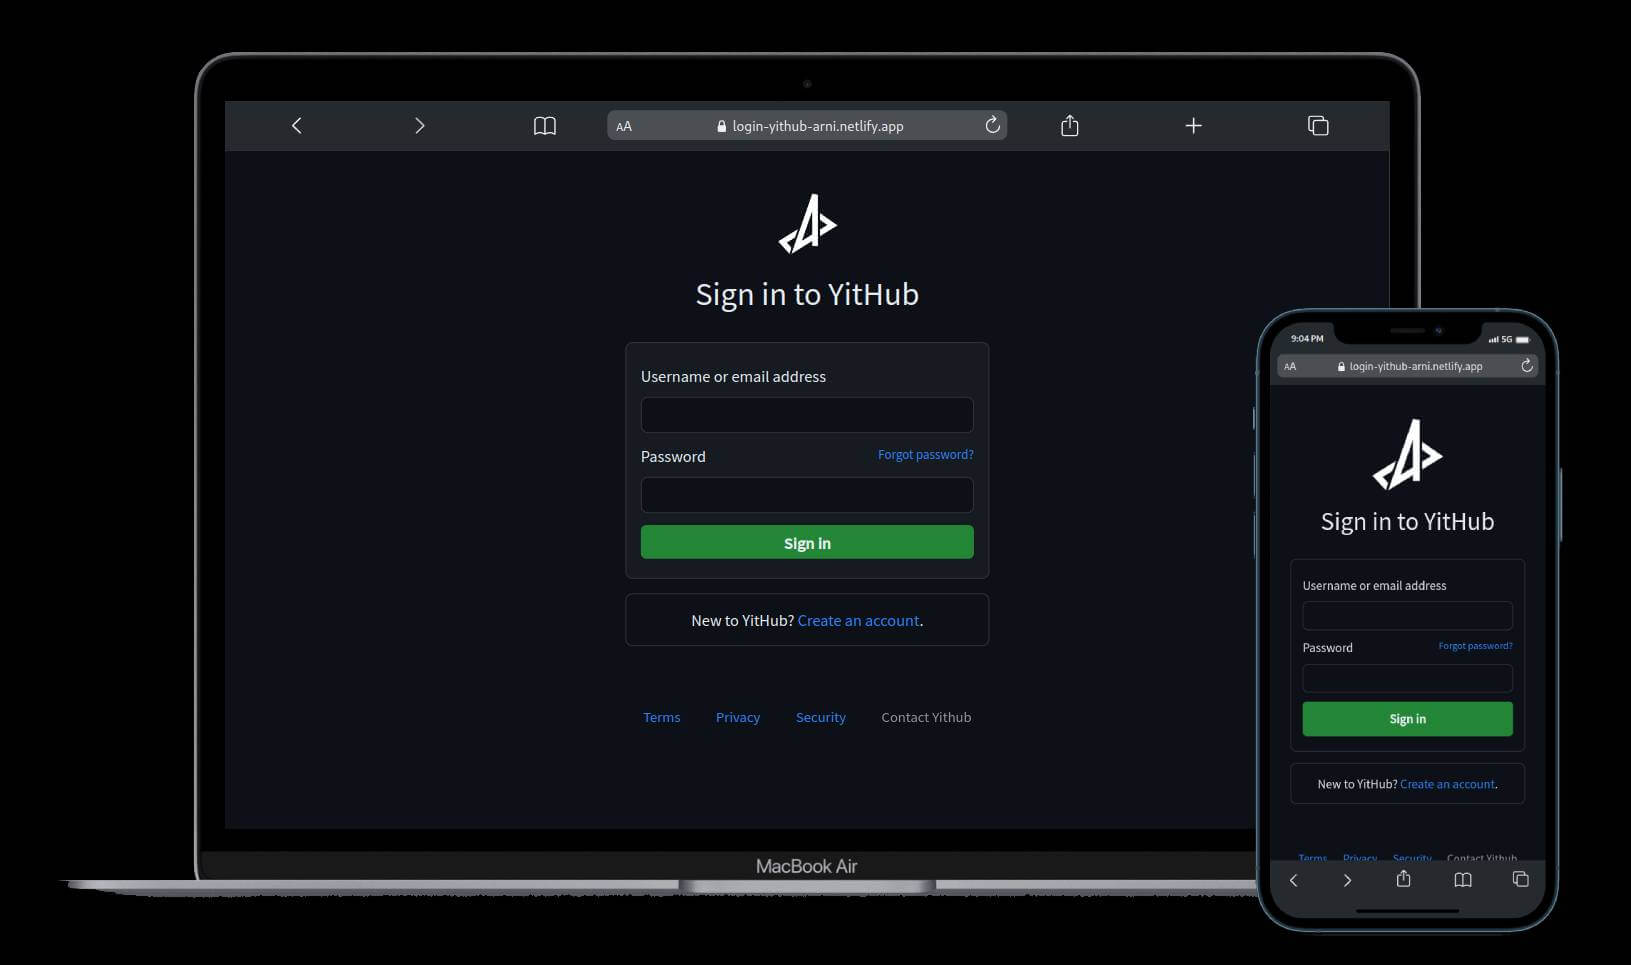 AA login-yithub-arni.netlify.app
Sign in to YitHub
Username or email address
Password Forgot password?
Sign in
New to YitHub? Create an account.
Terms Privacy Security Contact Yithub
MacBook Air
9:04 PM 5G
AA login-yithub-arni.netlify.app
Sign in to YitHub
Username or email address
Password Forgot password?
Sign in
New to YitHub? Create an account.
Terms Privacy Security Contact Yithub